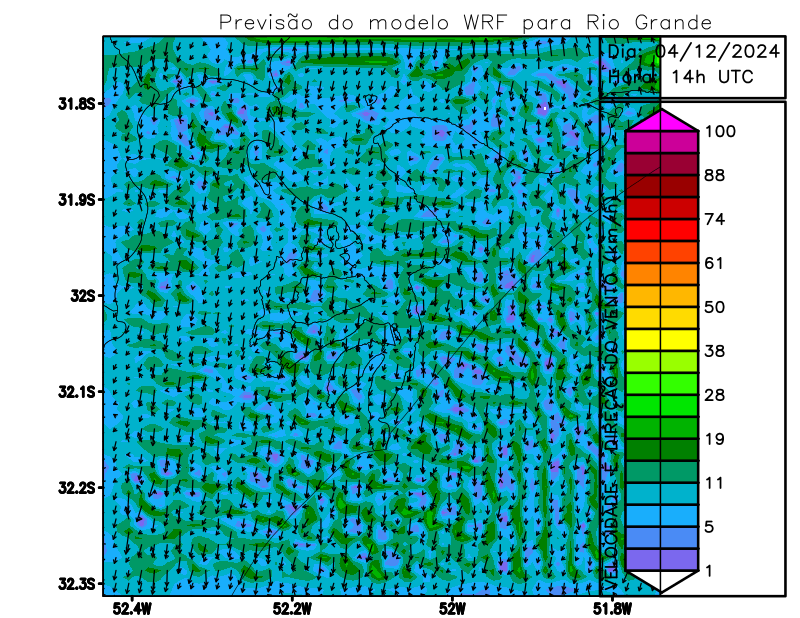 Previsão do modelo WRF para Rio Grande
Dia: 04/12/2024
Hora: 14h UTC
31.8S
31.9S
32S
32.1S
32.2S
32.3S
52.4W
52.2W
52W
51.8W
VELOCIDADE E DIREÇÃO DO VENTO (km/h)
100
88
74
61
50
38
28
19
11
5
1